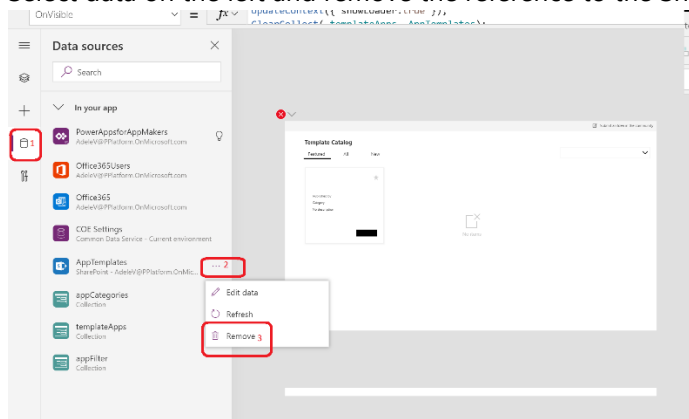 Select data on the left and remove the reference to the
OnVisible
= fx
UpdateContext({ showLoader:true });
ClearCollect( templateApps, AppTemplates);
Data sources
Search
In your app
1
PowerAppsforAppMakers
AdeleV@PPlatform.OnMicrosoft.com
Office365Users
AdeleV@PPlatform.OnMicrosoft.com
Office365
AdeleV@PPlatform.OnMicrosoft.com
COE Settings
Common Data Service - Current environment
AppTemplates
SharePoint - AdeleV@PPlatform.OnMic...
... 2
Edit data
Refresh
Remove 3
appCategories
Collection
templateApps
Collection
appFilter
Collection
Template Catalog
Featured All New
Category